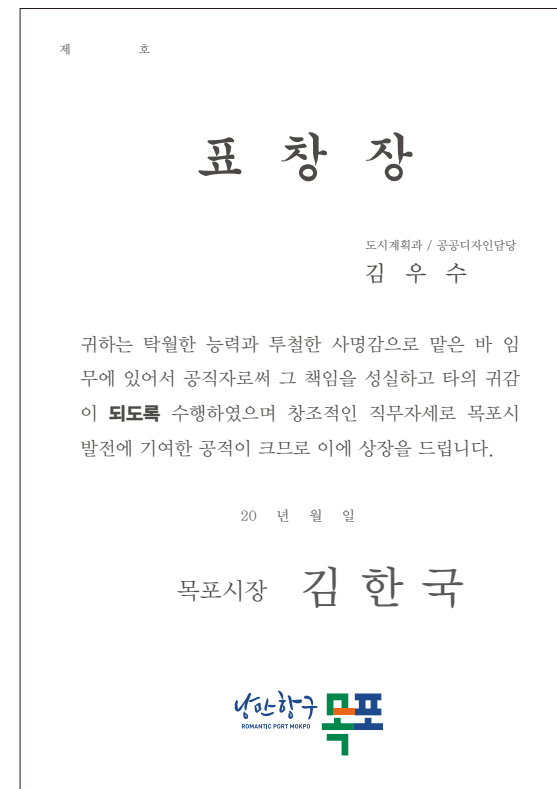 제 호
표 창 장
도시계획과 / 공공디자인담당
김 우 수
귀하는 탁월한 능력과 투철한 사명감으로 맡은 바 임
무에 있어서 공직자로써 그 책임을 성실하고 타의 귀감
이 되도록 수행하였으며 창조적인 직무자세로 목포시
발전에 기여한 공적이 크므로 이에 상장을 드립니다.
20 년 월 일
목포시장 김 한 국
낭만항구 목포
ROMANTIC PORT MOKPO